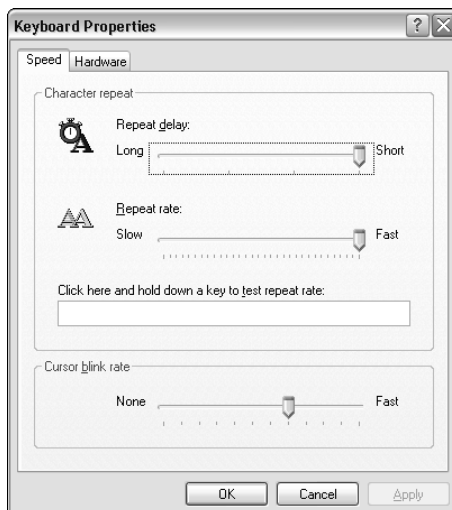 Keyboard Properties
Speed Hardware
Character repeat
Repeat delay:
Long Short
Repeat rate:
Slow Fast
Click here and hold down a key to test repeat rate:
Cursor blink rate
None Fast
OK Cancel Apply